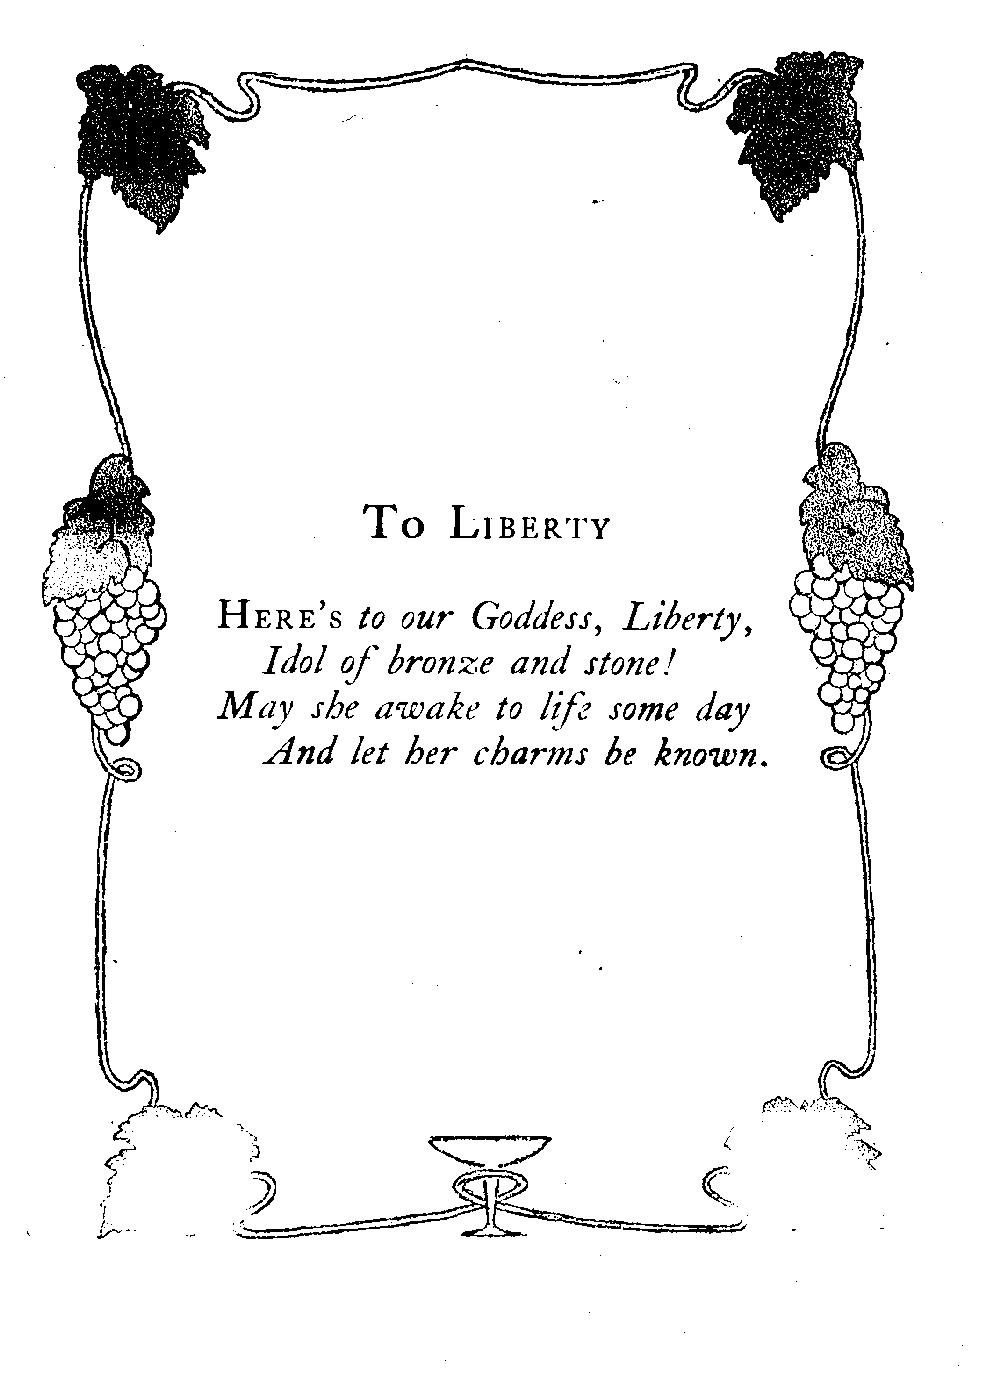 To Liberty
Here's to our Goddess, Liberty,
Idol of bronze and stone!
May she awake to life some day
And let her charms be known.